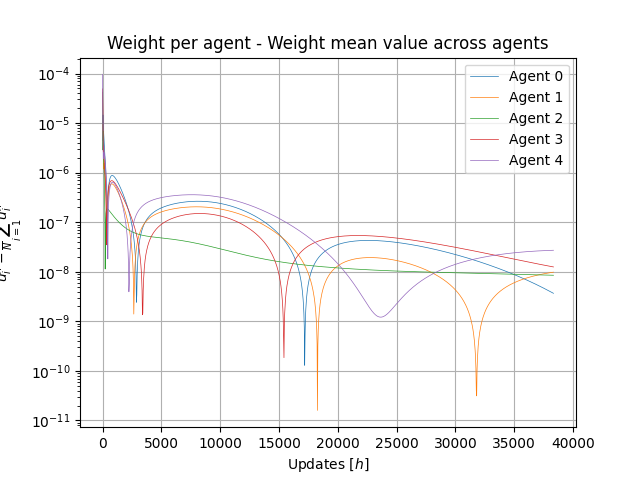 Weight per agent - Weight mean value across agents
Agent 0
Agent 1
Agent 2
Agent 3
Agent 4
10⁻⁴
10⁻⁵
10⁻⁶
10⁻⁷
10⁻⁸
10⁻⁹
10⁻¹⁰
10⁻¹¹
0 5000 10000 15000 20000 25000 30000 35000 40000
Updates [h]